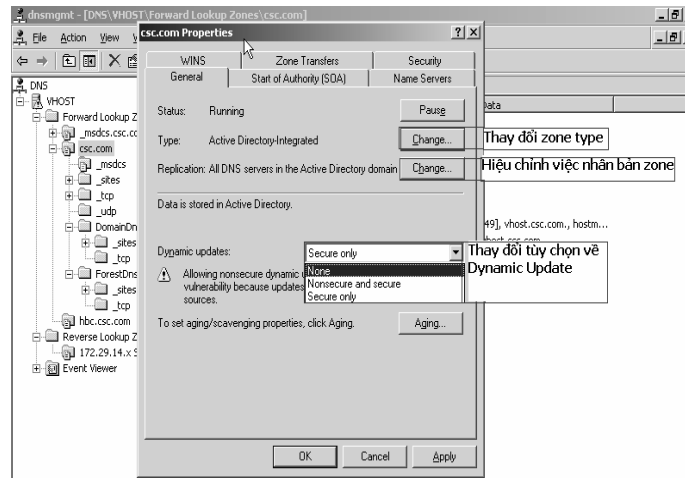 dnsmgmt - [DNS\VHOST\Forward Lookup Zones\csc.com]
File Action View
csc.com Properties
WINS Zone Transfers Security
General Start of Authority (SOA) Name Servers
Status: Running Pause
Type: Active Directory-Integrated Change...
Replication: All DNS servers in the Active Directory domain Change...
Data is stored in Active Directory.
Dynamic updates: Secure only
None
Nonsecure and secure
Secure only
Allowing nonsecure dynamic
vulnerability because updates
sources.
To set aging/scavenging properties, click Aging. Aging...
OK Cancel Apply
Thay đổi zone type
Hiệu chỉnh việc nhân bản zone
Thay đổi tùy chọn về
Dynamic Update
DNS
VHOST
Forward Lookup Z
_msdcs.csc.cc
csc.com
_msdcs
_sites
_tcp
_udp
DomainDn
_sites
_tcp
ForestDns
_sites
_tcp
hbc.csc.com
Reverse Lookup Z
172.29.14.x S
Event Viewer
Data
49], vhost.csc.com., hostm...